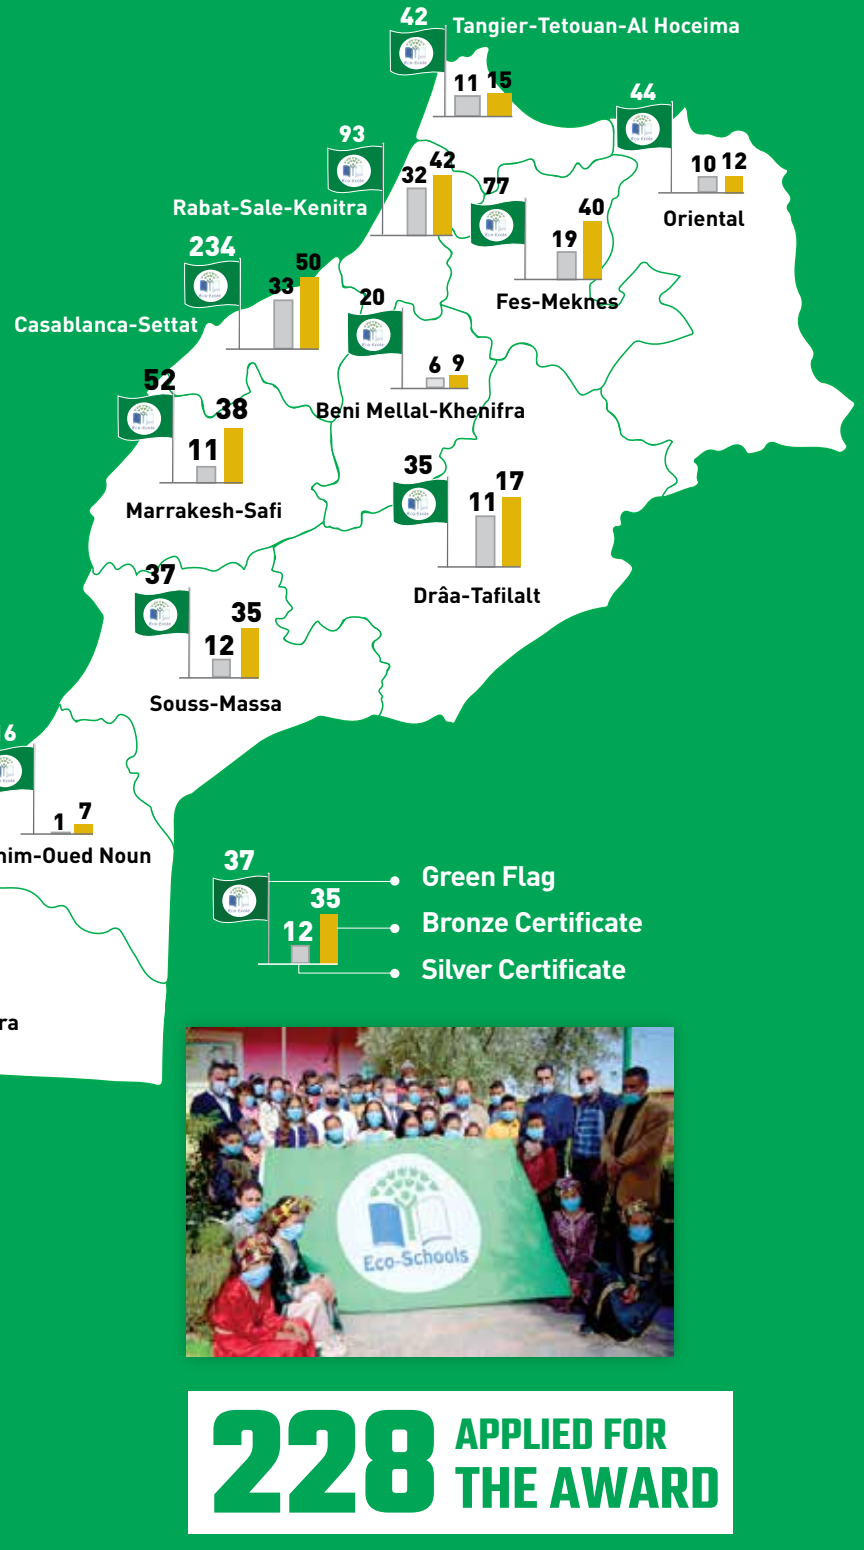 42
Tangier-Tetouan-Al Hoceima
11 15
44
10 12
Oriental
93
32 42
Rabat-Sale-Kenitra
77
19
40
Fes-Meknes
234
33
50
Casablanca-Settat
20
6 9
Beni Mellal-Khenifra
52
11
38
Marrakesh-Safi
35
11
17
Drâa-Tafilalt
37
12
35
Souss-Massa
6
1
7
him-Oued Noun
ra
37
12
35
Green Flag
Bronze Certificate
Silver Certificate
Eco-Schools
228
APPLIED FOR
THE AWARD